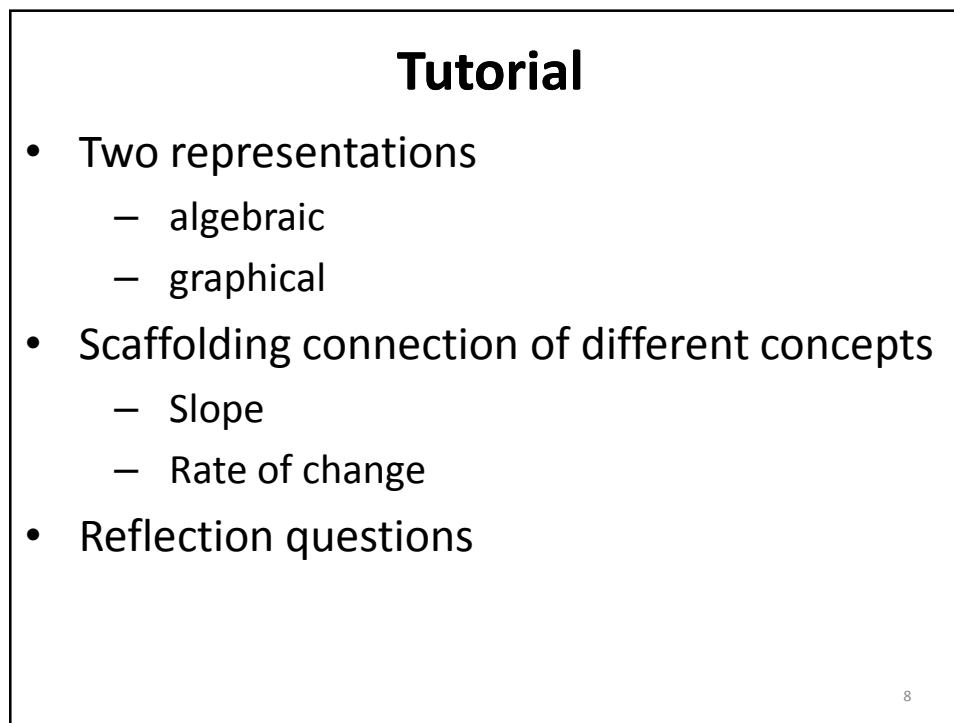 Tutorial
• Two representations
– algebraic
– graphical
• Scaffolding connection of different concepts
– Slope
– Rate of change
• Reflection questions
8